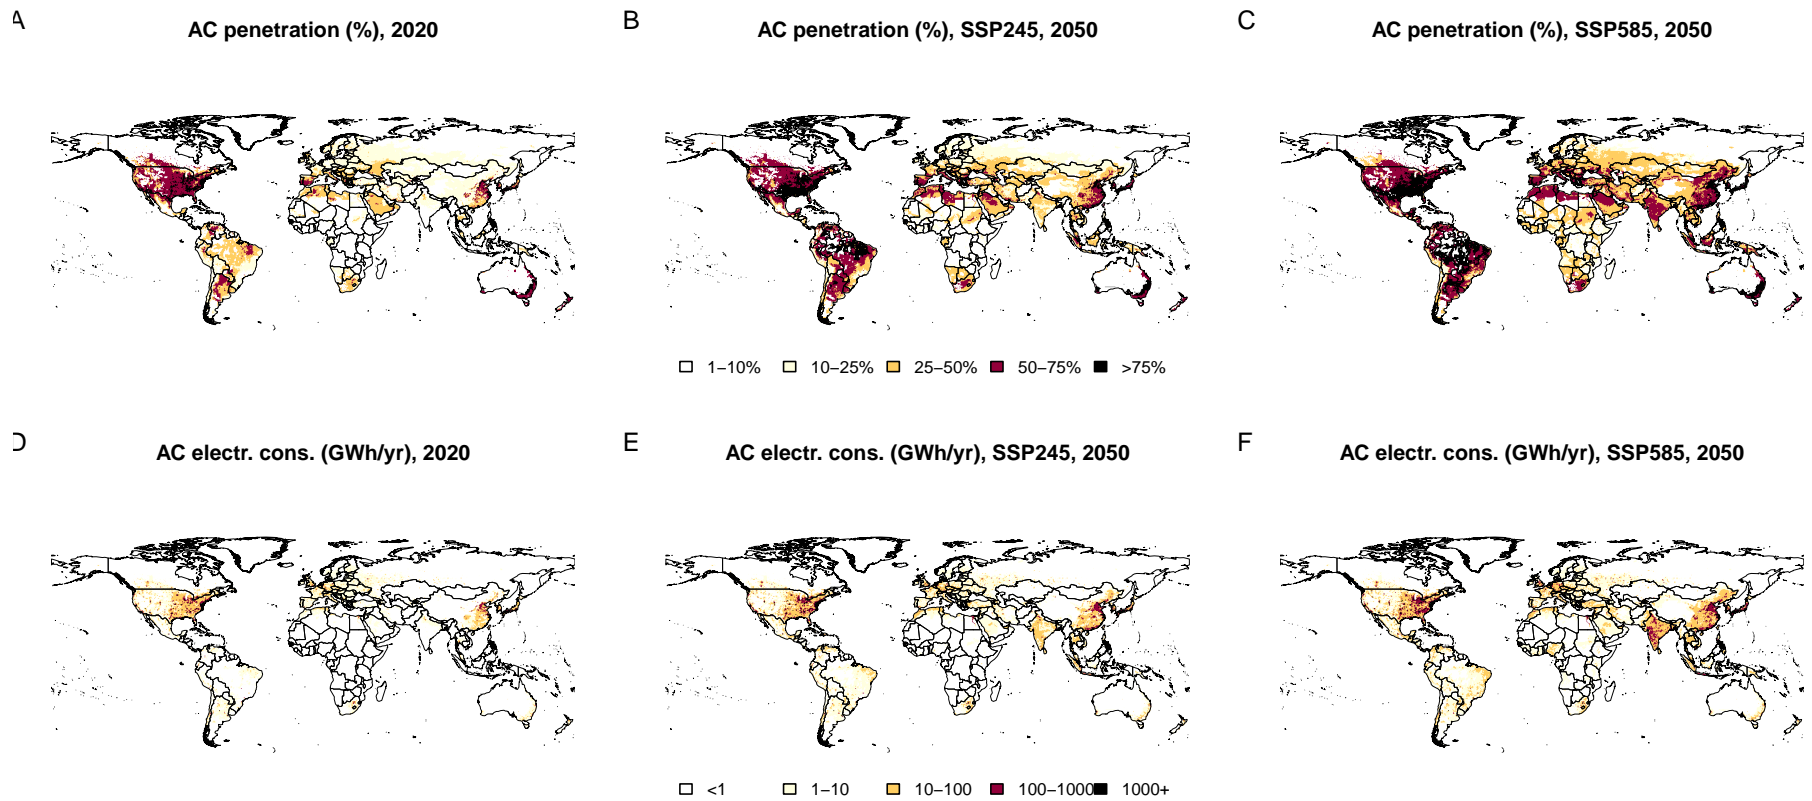 A B C
AC penetration (%), 2020 AC penetration (%), SSP245, 2050 AC penetration (%), SSP585, 2050
1−10% 10−25% 25−50% 50−75% >75%
D E F
AC electr. cons. (GWh/yr), 2020 AC electr. cons. (GWh/yr), SSP245, 2050 AC electr. cons. (GWh/yr), SSP585, 2050
<1 1−10 10−100 100−1000 1000+